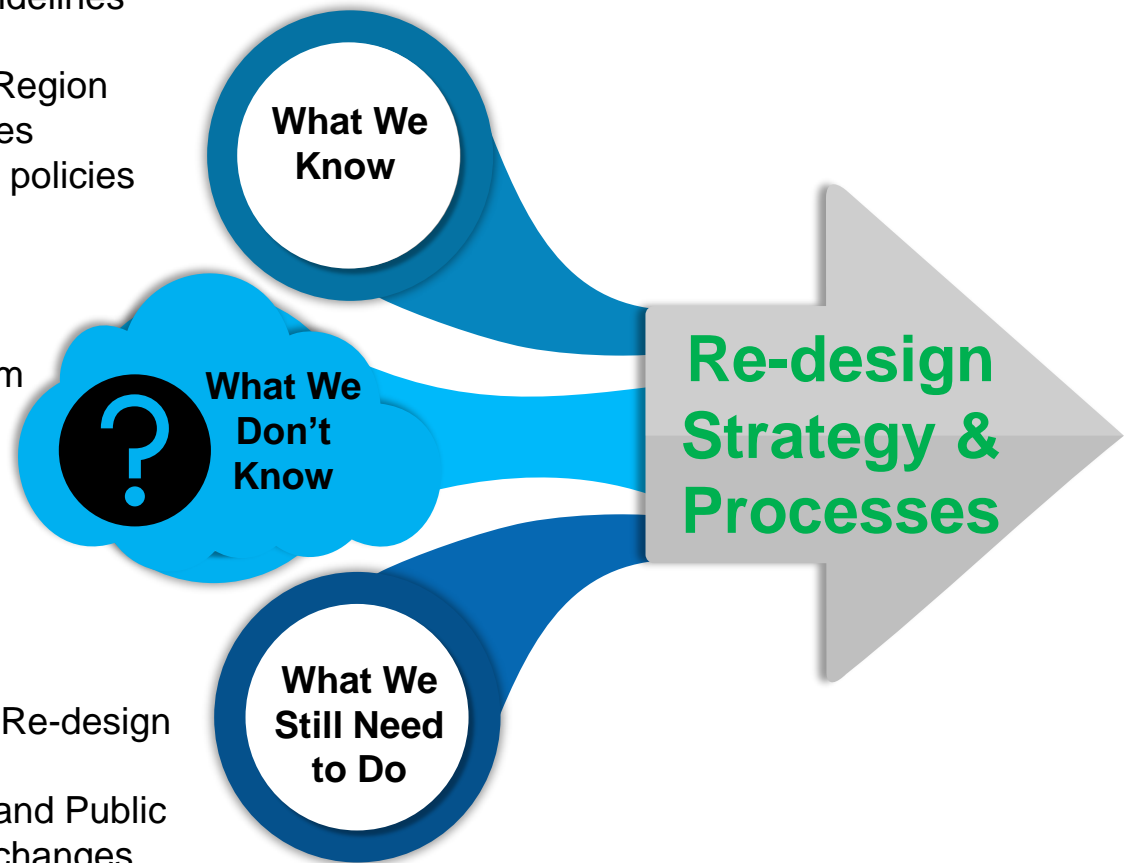 Region
policies
What We
Know
What We
Don't
Know
?
Re-design
Strategy &
Processes
Re-design
and Public
changes
What We
Still Need
to Do